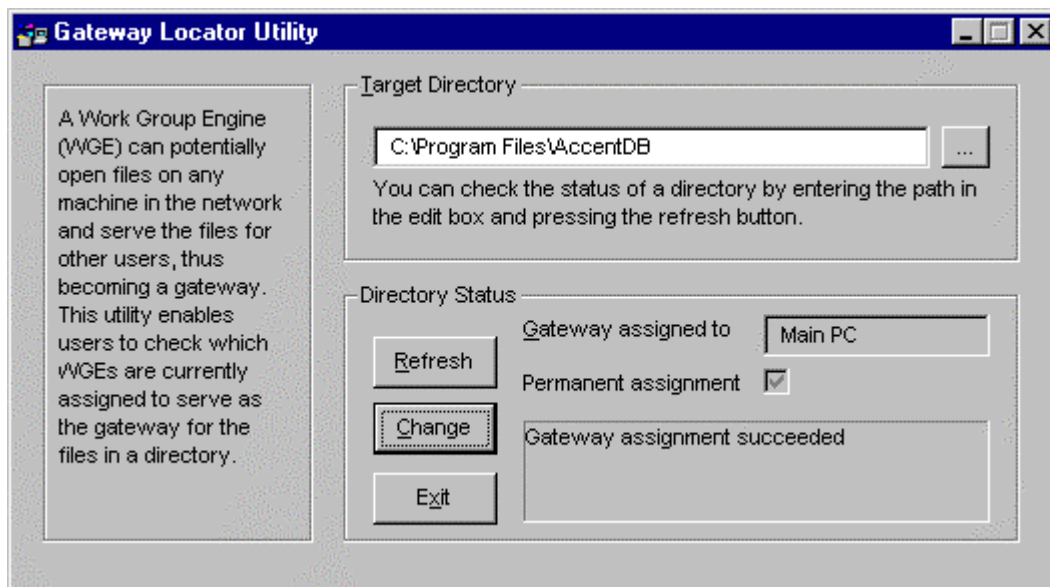 Gateway Locator Utility
A Work Group Engine
(WGE) can potentially
open files on any
machine in the network
and serve the files for
other users, thus
becoming a gateway.
This utility enables
users to check which
WGEs are currently
assigned to serve as
the gateway for the
files in a directory.
Target Directory
C:\Program Files\AccentDB
...
You can check the status of a directory by entering the path in
the edit box and pressing the refresh button.
Directory Status
Refresh
Change
Exit
Gateway assigned to
Main PC
Permanent assignment
Gateway assignment succeeded